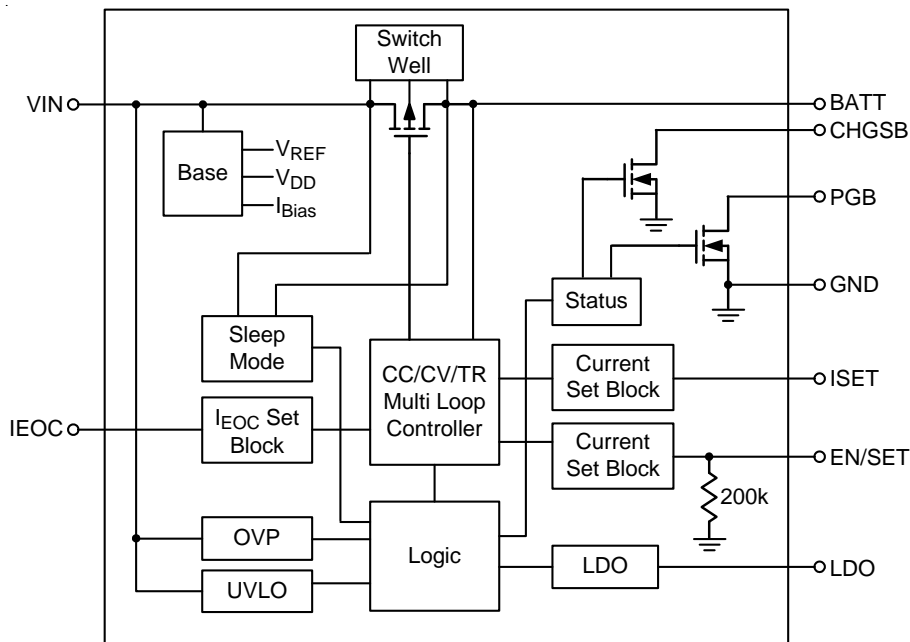 Switch
Well
VIN
BATT
CHGSB
Base
VREF
VDD
IBias
PGB
GND
Status
Sleep
Mode
CC/CV/TR
Multi Loop
Controller
Current
Set Block
ISET
IEOC
IEOC Set
Block
Current
Set Block
EN/SET
200k
OVP
Logic
LDO
LDO
UVLO